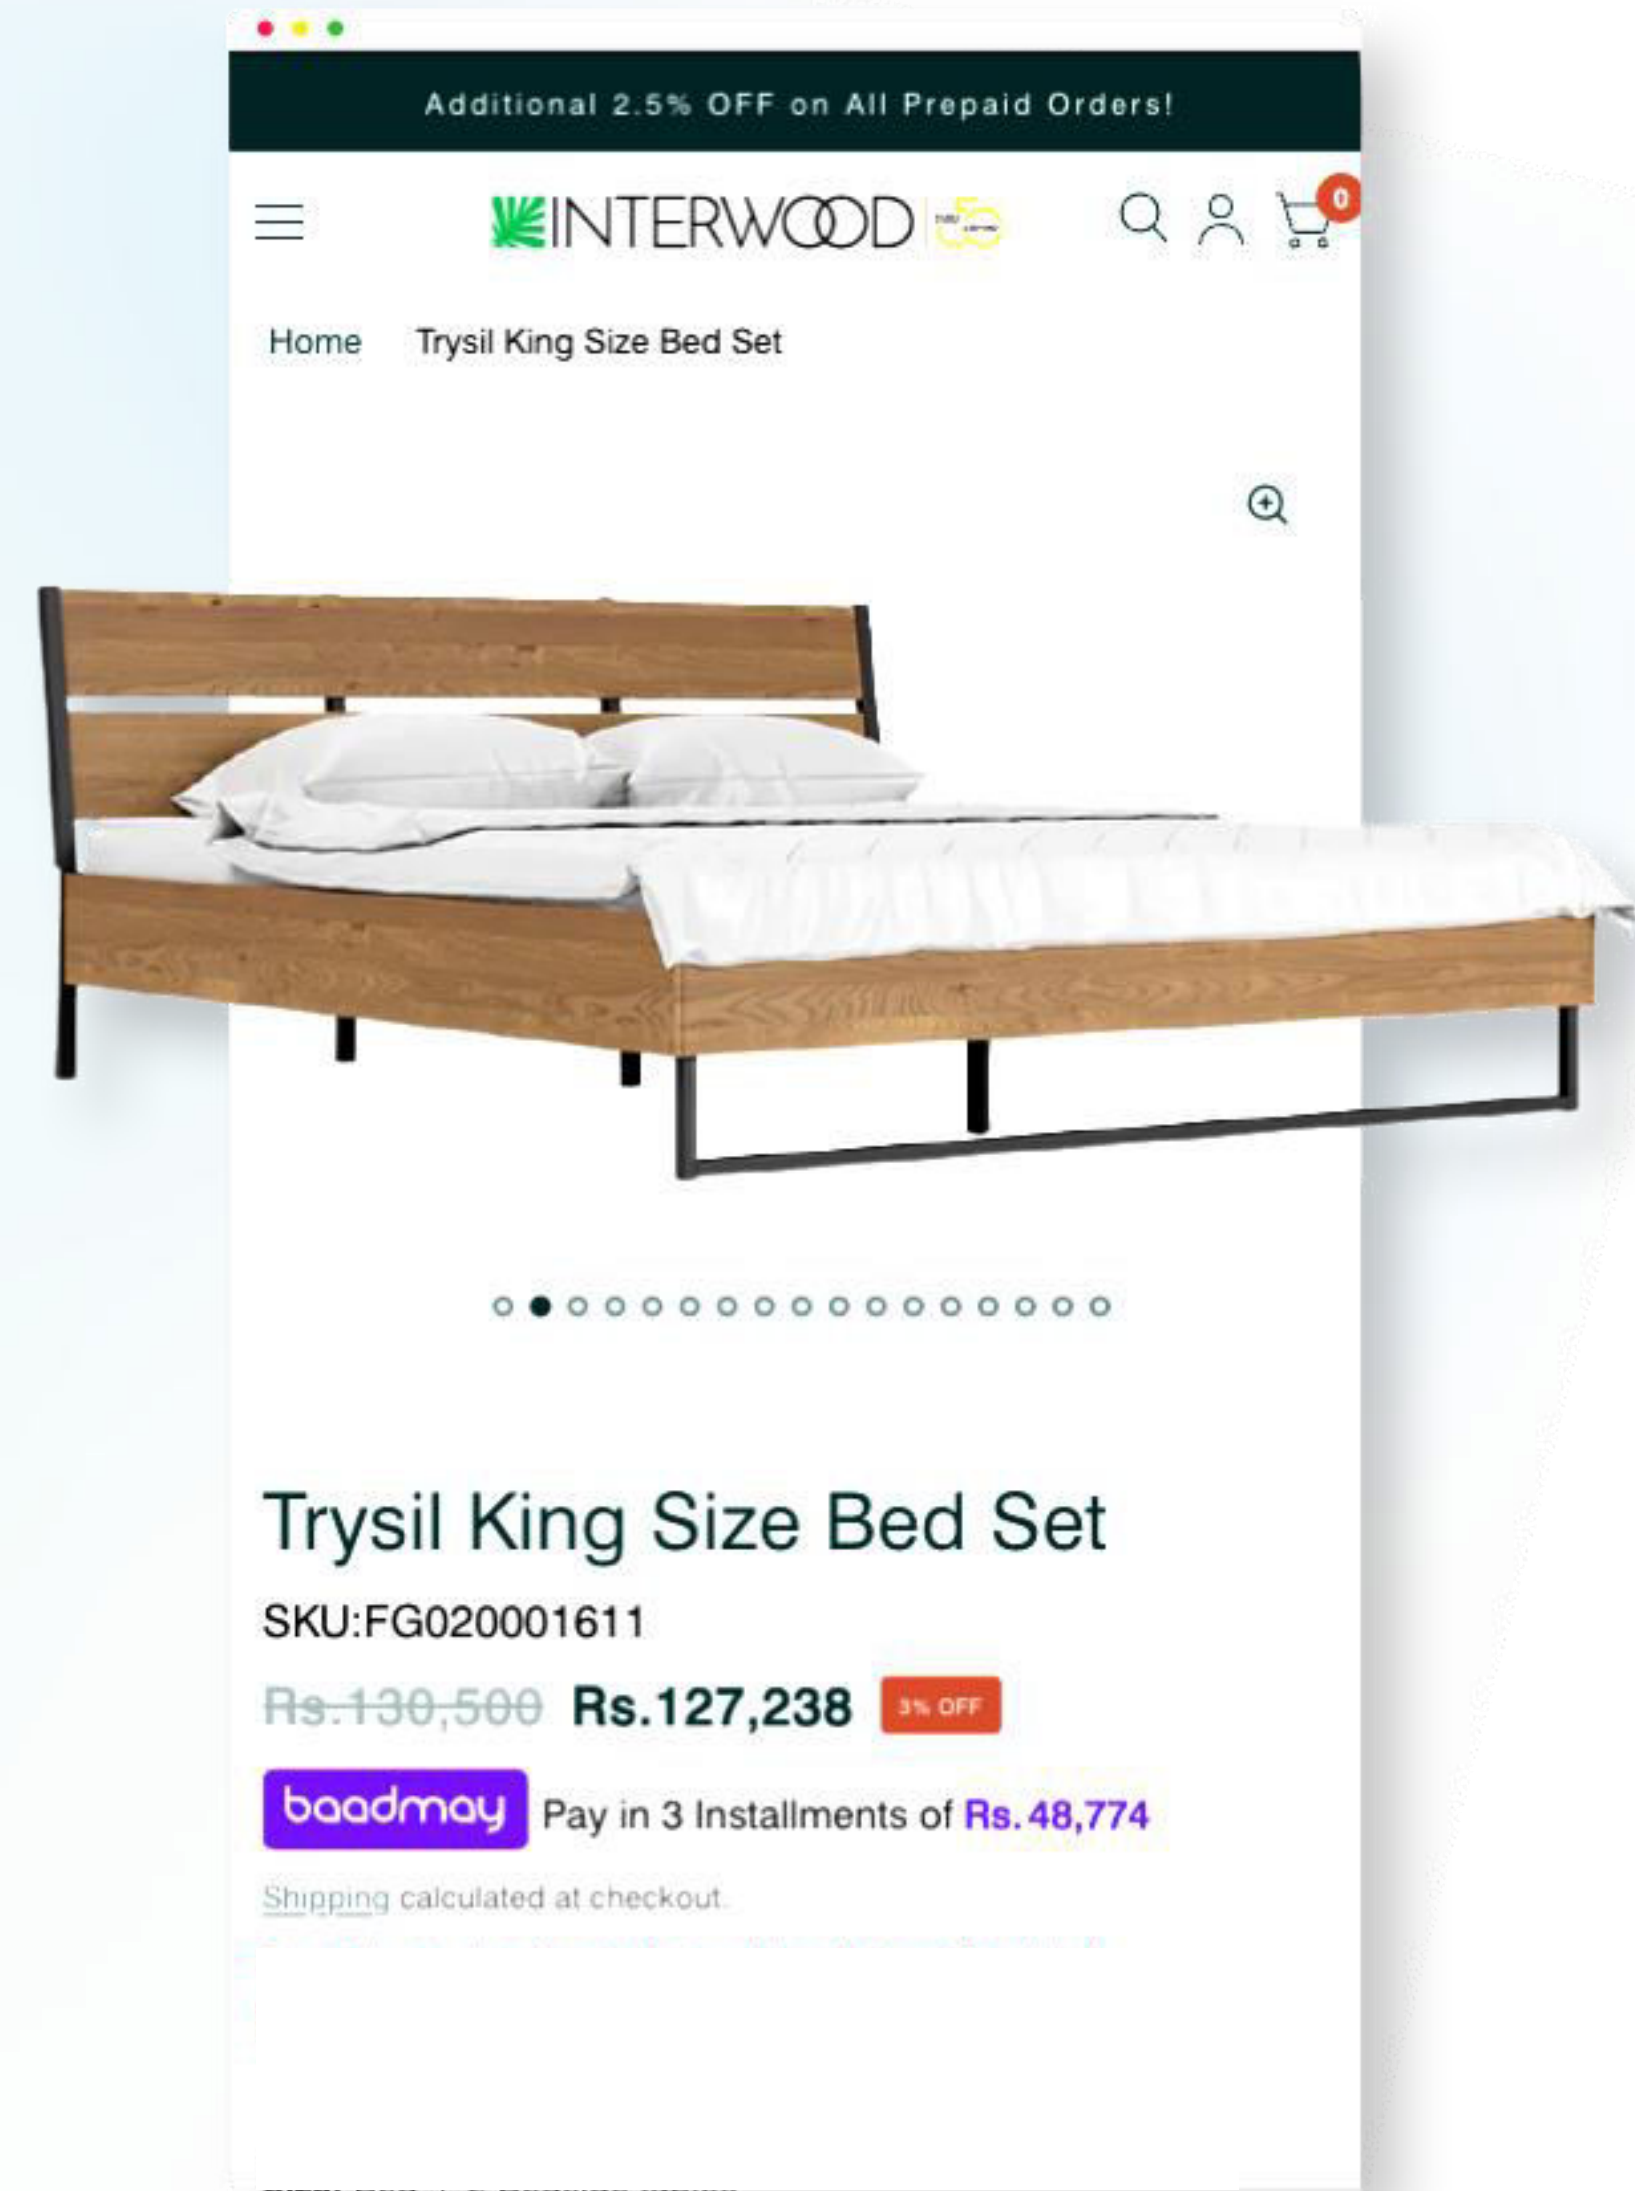 Additional 2.5% OFF on All Prepaid Orders!
INTERWOOD 50
0
Home Trysil King Size Bed Set
Trysil King Size Bed Set
SKU:FG020001611
Rs.130,500 Rs.127,238 3% OFF
baadmay Pay in 3 Installments of Rs. 48,774
Shipping calculated at checkout.